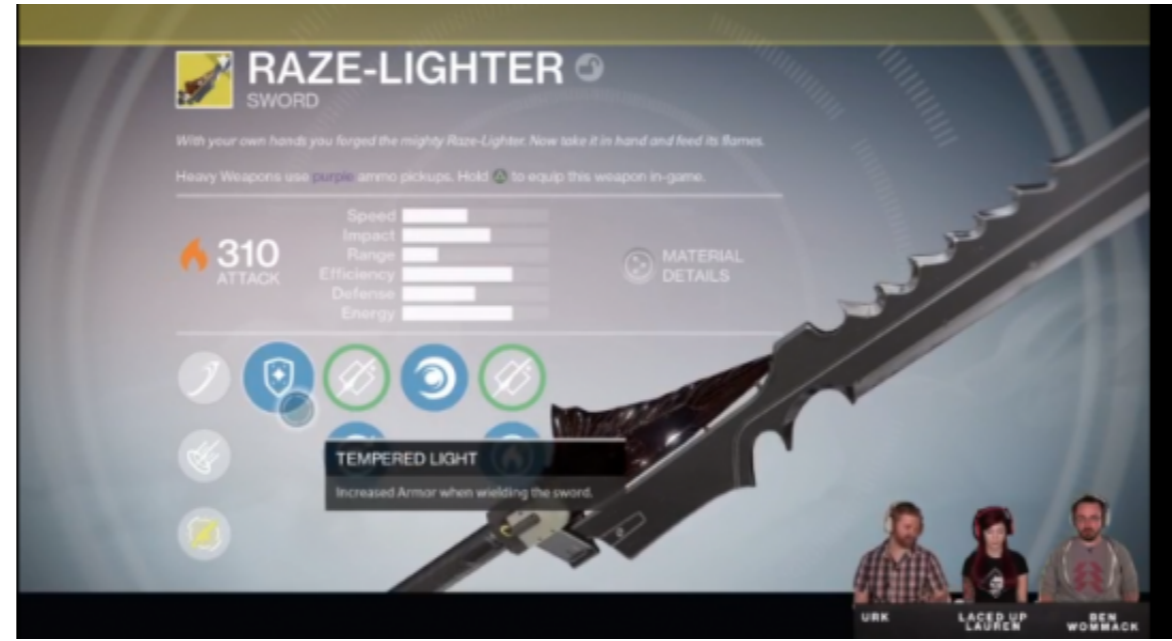 RAZE-LIGHTER
SWORD
With your own hands you forged the mighty Raze-Lighter. Now take it in hand and feed its flames.
Heavy Weapons use purple ammo pickups. Hold to equip this weapon in-game.
310
ATTACK
Speed
Impact
Range
Efficiency
Defense
Energy
MATERIAL
DETAILS
TEMPERED LIGHT
Increased Armor when wielding the sword.
URK
LACED UP
LAUREN
BEN
WOMMACK